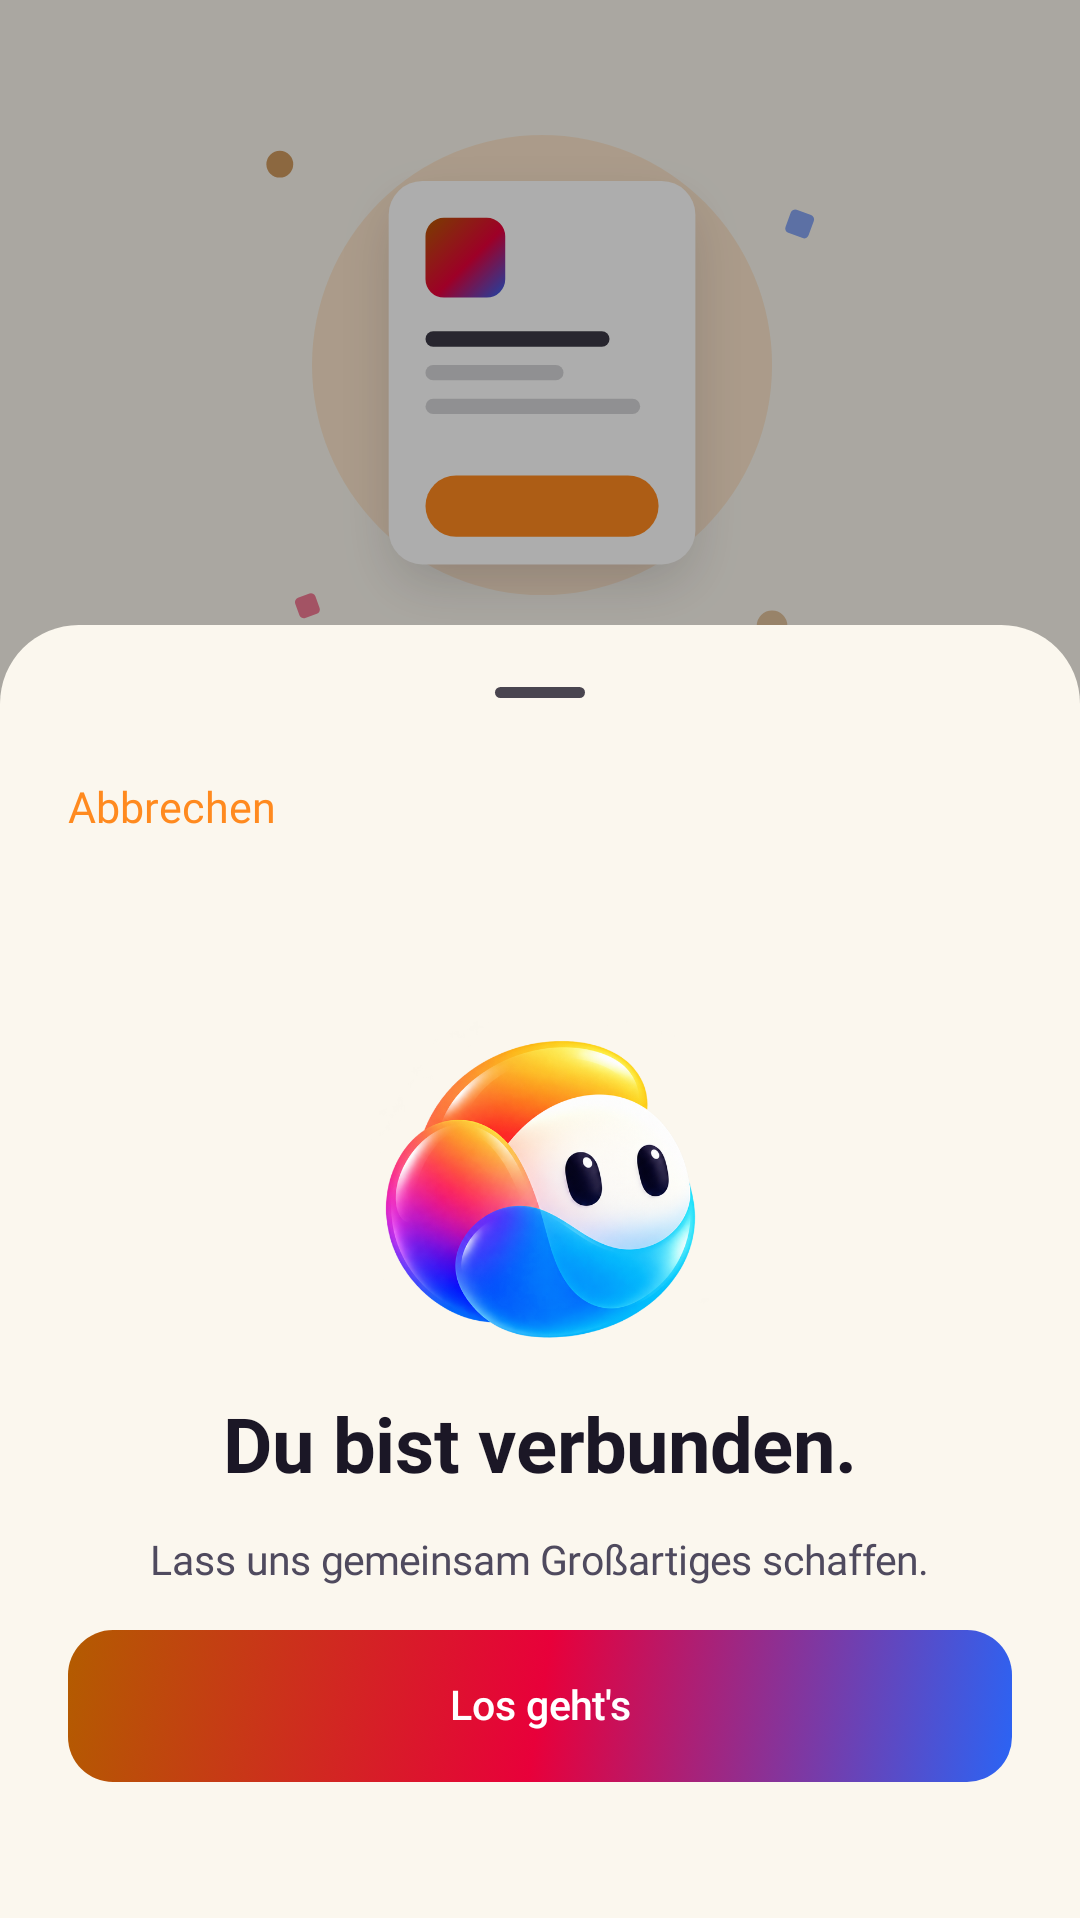 Abbrechen
Du bist verbunden.
Lass uns gemeinsam Großartiges schaffen.
Los geht's